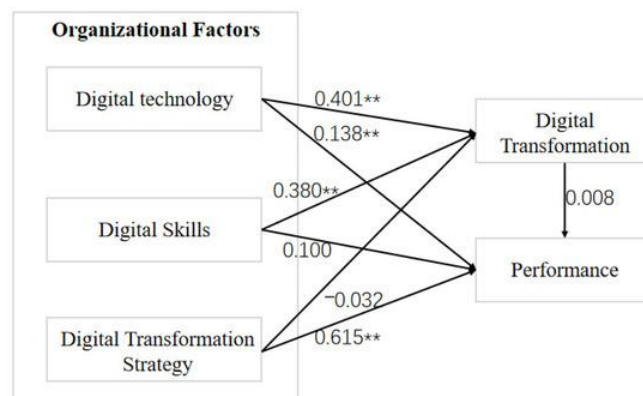 Organizational Factors
Digital technology
0.401**
0.138**
Digital
Transformation
0.380**
0.008
Digital Skills
0.100
Performance
−0.032
Digital Transformation
Strategy
0.615**